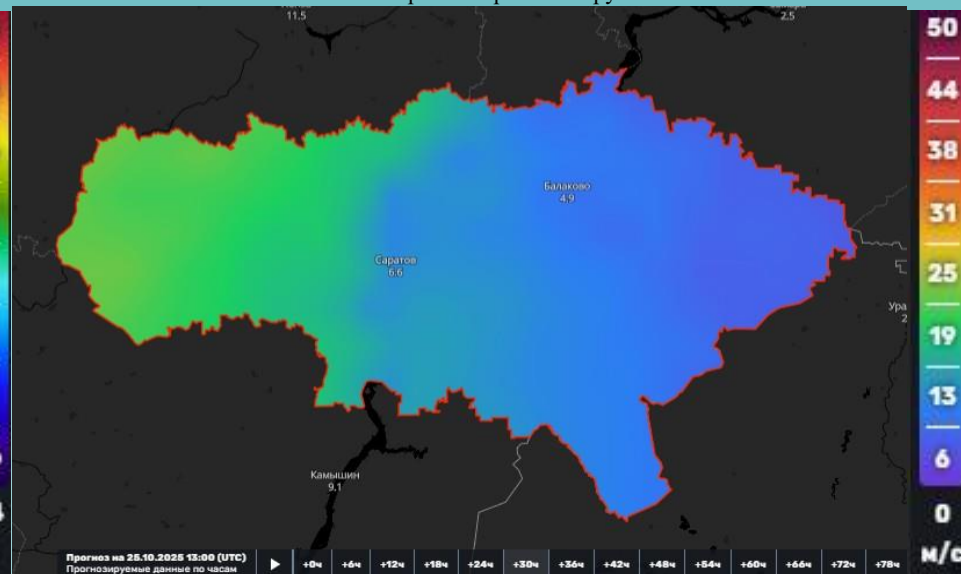 11.5
2.5
50
44
38
31
25
19
13
6
0
м/с
Балаково
4,9
Саратов
6.6
Ура
2
Камышин
9,1
Прогноз на 25.10.2025 13:00 (UTC)
Прогнозируемые данные по часам
+0ч +6ч +12ч +18ч +24ч +30ч +36ч +42ч +48ч +54ч +60ч +66ч +72ч +78ч